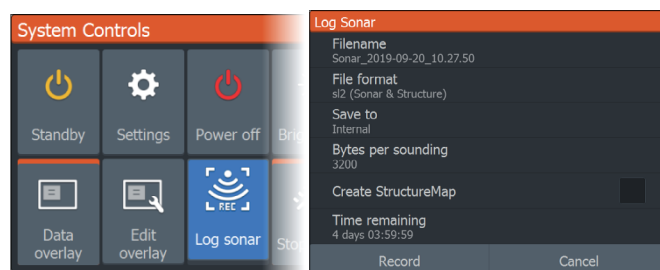 System Controls
Standby
Settings
Power off
Data
overlay
Edit
overlay
REC
Log sonar
Log Sonar
Filename
Sonar_2019-09-20_10.27.50
File format
sl2 (Sonar & Structure)
Save to
Internal
Bytes per sounding
3200
Create StructureMap
Time remaining
4 days 03:59:59
Record
Cancel